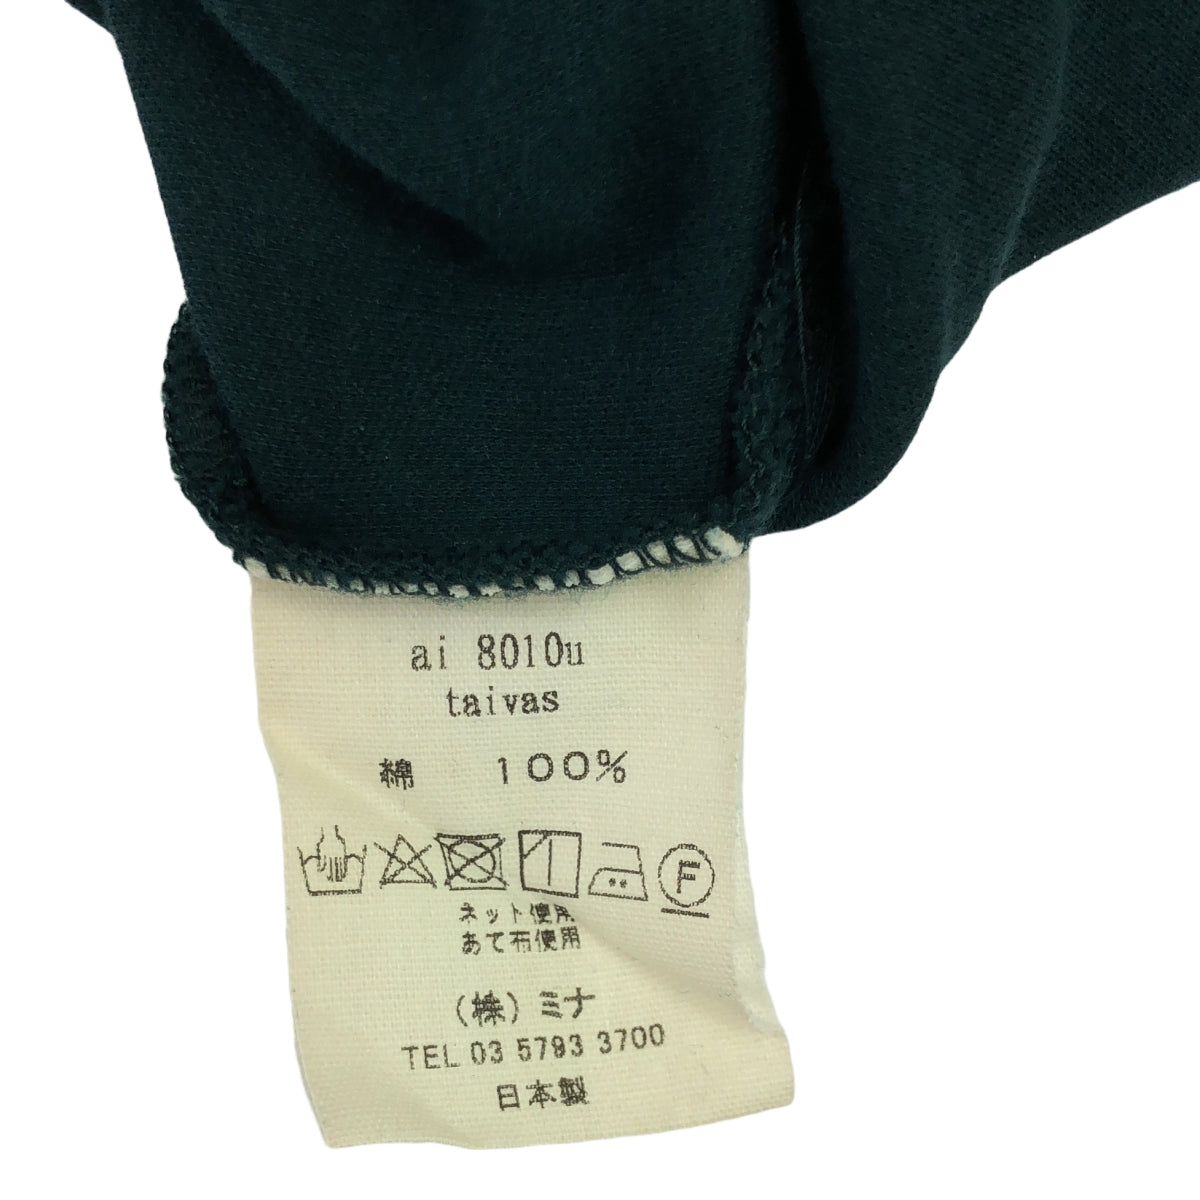 ai 8010u
taivas
綿 100%
F
ネット使用
あて布使用
(株)ミナ
TEL 03 5793 3700
日本製